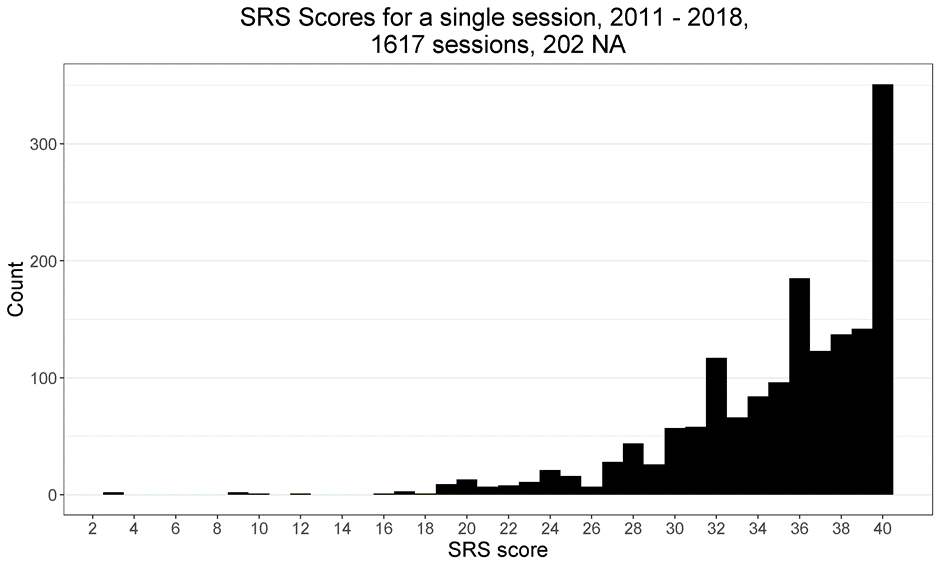 SRS Scores for a single session, 2011 - 2018,
1617 sessions, 202 NA
300
200
100
0
Count
2 4 6 8 10 12 14 16 18 20 22 24 26 28 30 32 34 36 38 40
SRS score